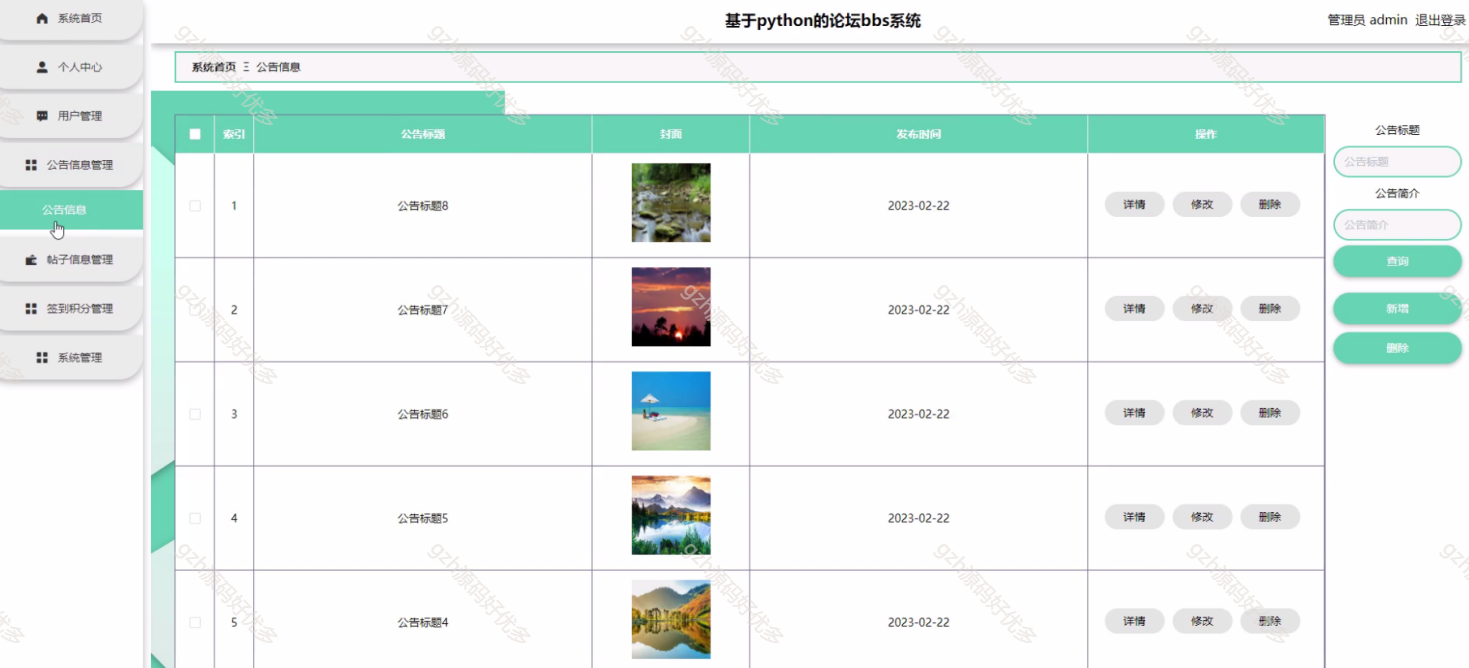 系统首页
基于python的论坛bbs系统
管理员 admin 退出登录
个人中心
用户管理
公告信息管理
公告信息
帖子信息管理
签到积分管理
系统管理
系统首页 Ξ 公告信息
索引 公告标题 封面 发布时间 操作
1 公告标题8 2023-02-22 详情 修改 删除
2 公告标题7 2023-02-22 详情 修改 删除
3 公告标题6 2023-02-22 详情 修改 删除
4 公告标题5 2023-02-22 详情 修改 删除
5 公告标题4 2023-02-22 详情 修改 删除
公告标题
公告标题
公告简介
公告简介
查询
新增
删除
gzh源码好优多